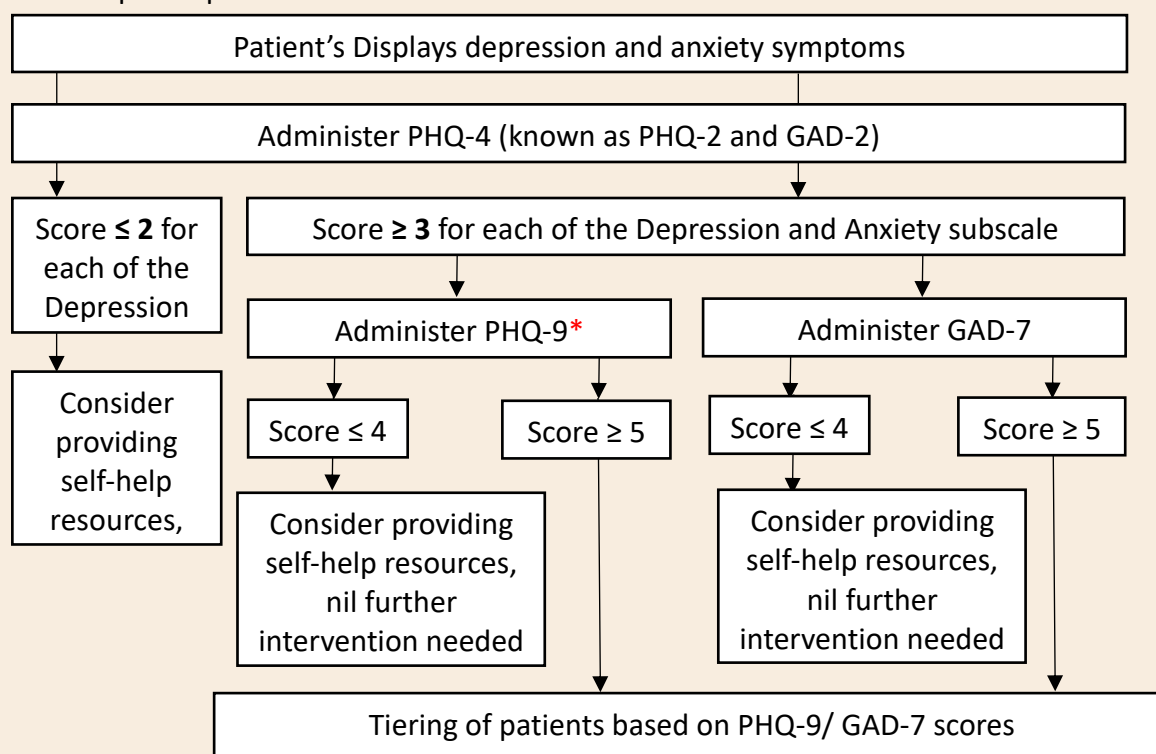 Patient's Displays depression and anxiety symptoms
Administer PHQ-4 (known as PHQ-2 and GAD-2)
Score ≤ 2 for
each of the
Depression
Score ≥ 3 for each of the Depression and Anxiety subscale
Administer PHQ-9*
Administer GAD-7
Consider
providing
self-help
resources,
Score ≤ 4
Score ≥ 5
Score ≤ 4
Score ≥ 5
Consider providing
self-help resources,
nil further
intervention needed
Consider providing
self-help resources,
nil further
intervention needed
Tiering of patients based on PHQ-9/ GAD-7 scores